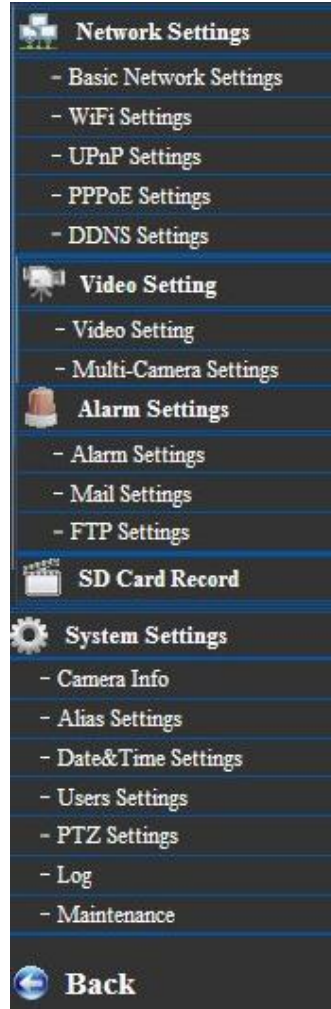 Network Settings
- Basic Network Settings
- WiFi Settings
- UPnP Settings
- PPPoE Settings
- DDNS Settings
Video Setting
- Video Setting
- Multi-Camera Settings
Alarm Settings
- Alarm Settings
- Mail Settings
- FTP Settings
SD Card Record
System Settings
- Camera Info
- Alias Settings
- Date&Time Settings
- Users Settings
- PTZ Settings
- Log
- Maintenance
Back